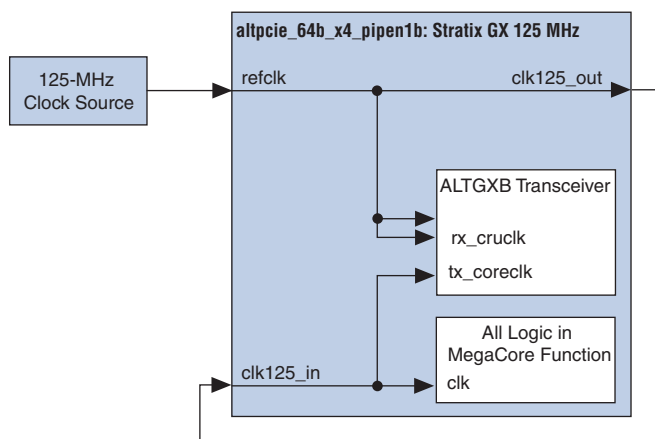 altpcie_64b_x4_pipen1b: Stratix GX 125 MHz
125-MHz
Clock Source
refclk
clk125_out
ALTGXB Transceiver
rx_cruclk
tx_coreclk
All Logic in
MegaCore Function
clk125_in
clk